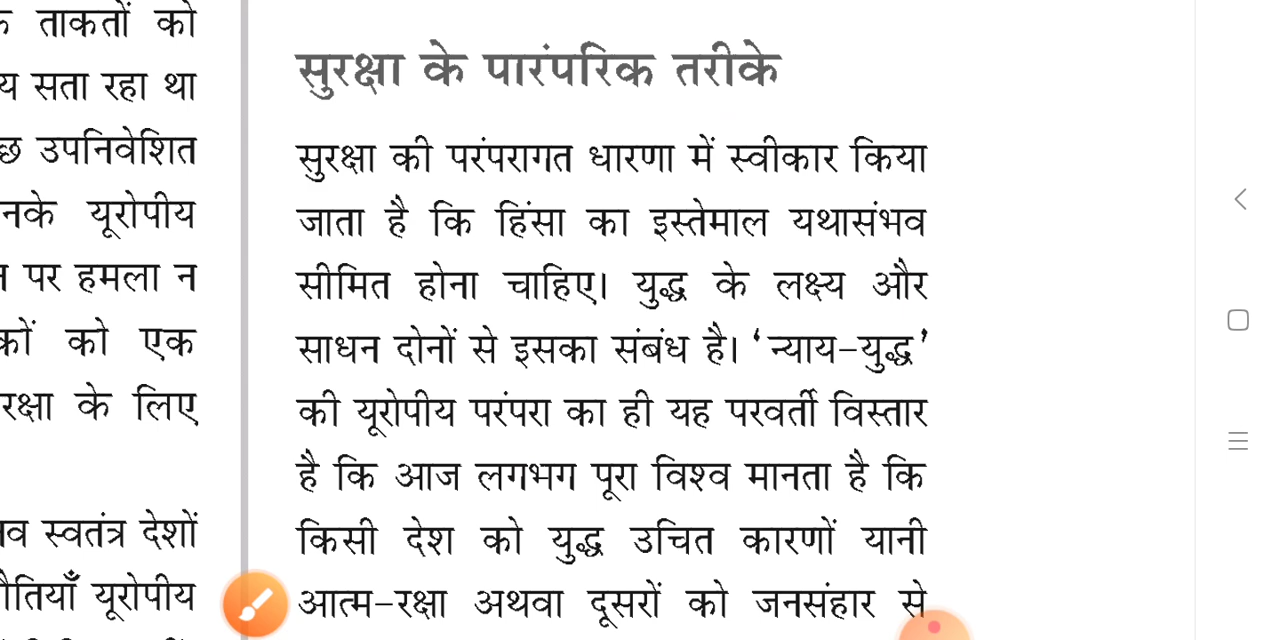 ताकतों को
सता रहा था
उपनिवेशित
नके यूरोपीय
पर हमला न
को एक
रक्षा के लिए
स्वतंत्र देशों
यूरोपीय
सुरक्षा के पारंपरिक तरीके
सुरक्षा की परंपरागत धारणा में स्वीकार किया
जाता है कि हिंसा का इस्तेमाल यथासंभव
सीमित होना चाहिए। युद्ध के लक्ष्य और
साधन दोनों से इसका संबंध है। ‘न्याय-युद्ध’
की यूरोपीय परंपरा का ही यह परवर्ती विस्तार
है कि आज लगभग पूरा विश्व मानता है कि
किसी देश को युद्ध उचित कारणों यानी
आत्म-रक्षा अथवा दूसरों को जनसंहार से